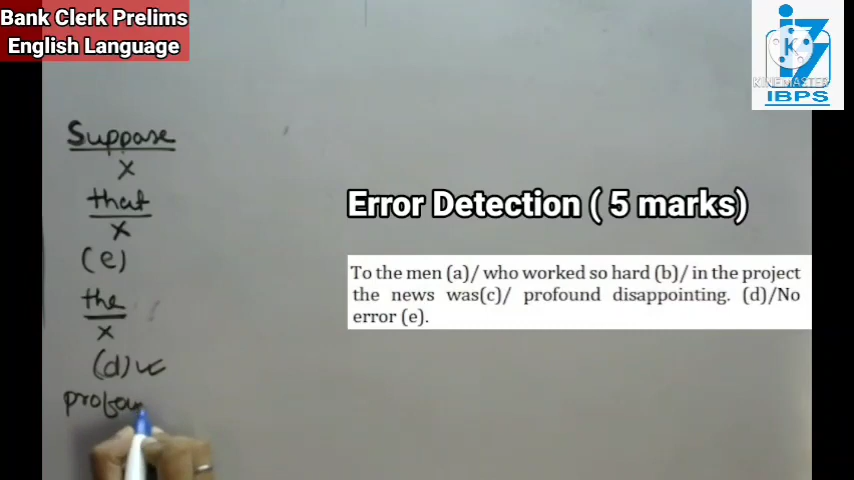 Bank Clerk Prelims
English Language
KINEMASTER
IBPS
Suppose
x
that
x
(e)
the
x
(d)
profou
Error Detection ( 5 marks)
To the men (a)/ who worked so hard (b)/ in the project
the news was(c)/ profound disappointing. (d)/No
error (e).